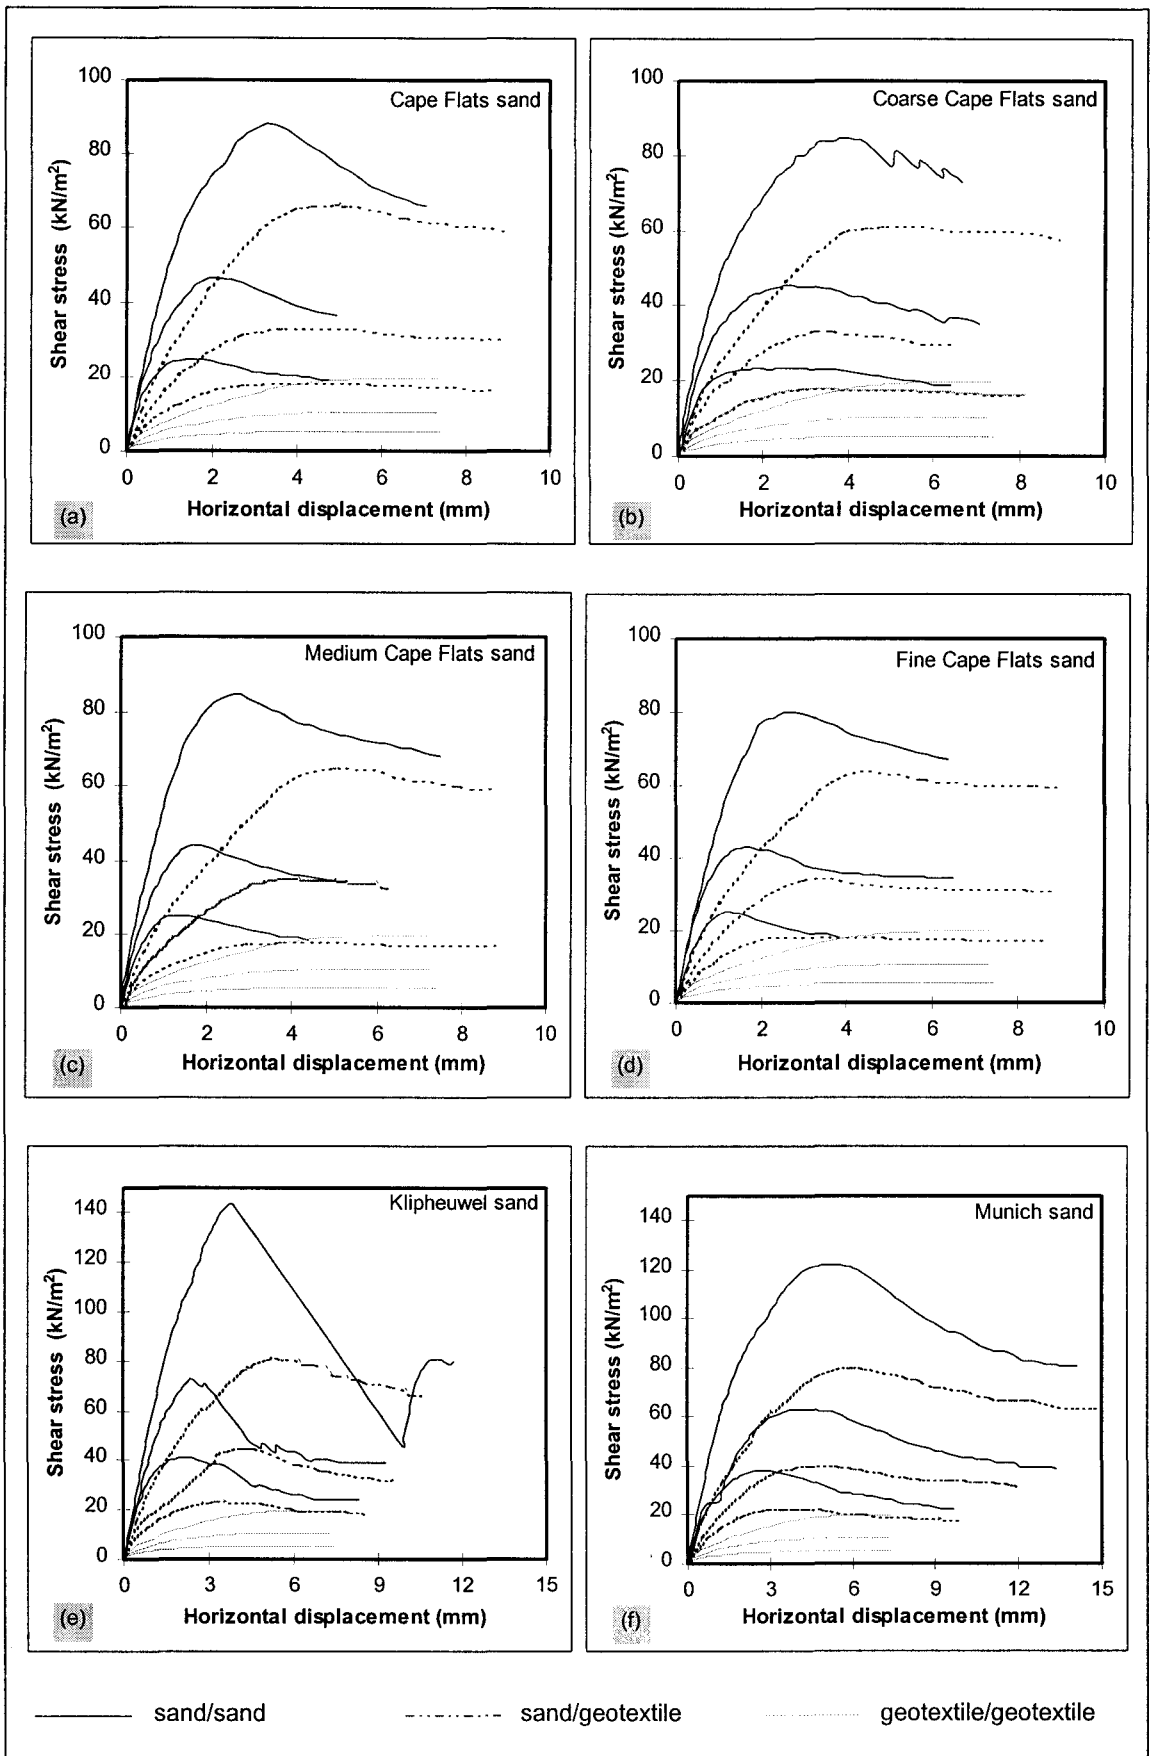 Cape Flats sand
Shear stress (kN/m²)
100
80
60
40
20
0
0 2 4 6 8 10
Horizontal displacement (mm)
(a)
Coarse Cape Flats sand
Shear stress (kN/m²)
100
80
60
40
20
0
0 2 4 6 8 10
Horizontal displacement (mm)
(b)
Medium Cape Flats sand
Shear stress (kN/m²)
100
80
60
40
20
0
0 2 4 6 8 10
Horizontal displacement (mm)
(c)
Fine Cape Flats sand
Shear stress (kN/m²)
100
80
60
40
20
0
0 2 4 6 8 10
Horizontal displacement (mm)
(d)
Klipheuwel sand
Shear stress (kN/m²)
140
120
100
80
60
40
20
0
0 3 6 9 12 15
Horizontal displacement (mm)
(e)
Munich sand
Shear stress (kN/m²)
140
120
100
80
60
40
20
0
0 3 6 9 12 15
Horizontal displacement (mm)
(f)
sand/sand sand/geotextile geotextile/geotextile